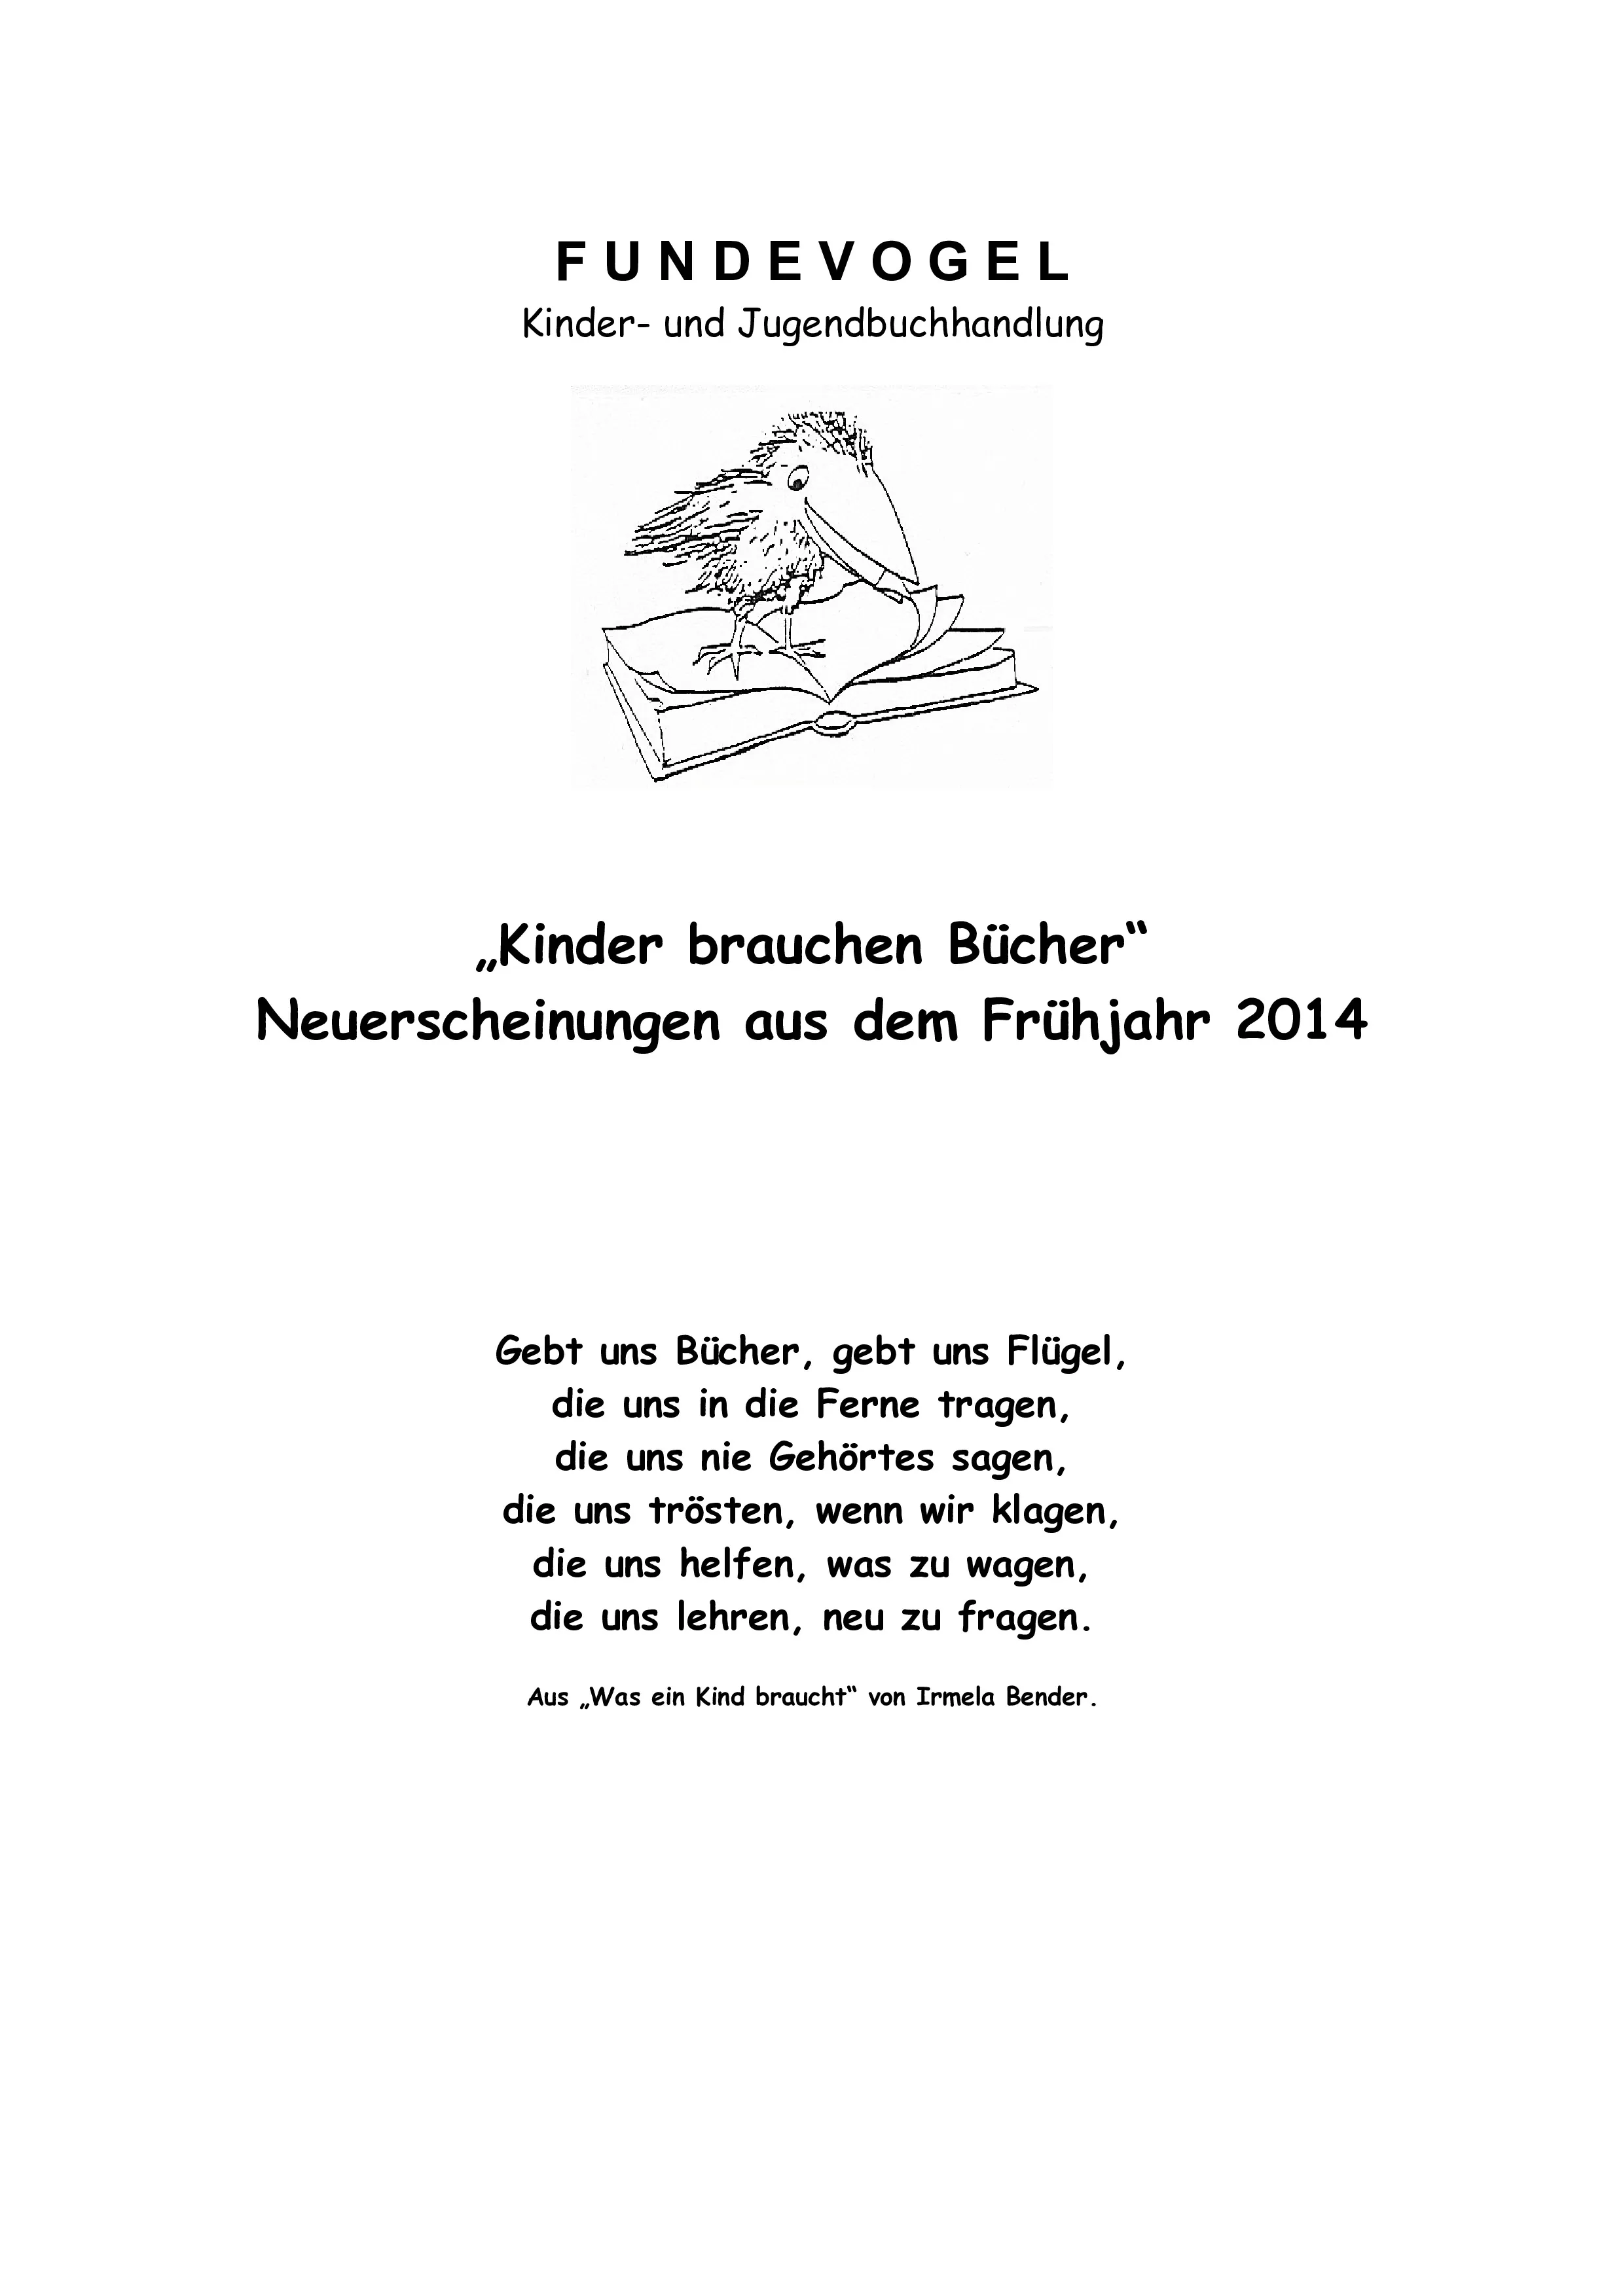 FUNDEVOGEL
Kinder- und Jugendbuchhandlung
„Kinder brauchen Bücher“
Neuerscheinungen aus dem Frühjahr 2014
Gebt uns Bücher, gebt uns Flügel,
die uns in die Ferne tragen,
die uns nie Gehörtes sagen,
die uns trösten, wenn wir klagen,
die uns helfen, was zu wagen,
die uns lehren, neu zu fragen.
Aus „Was ein Kind braucht“ von Irmela Bender.